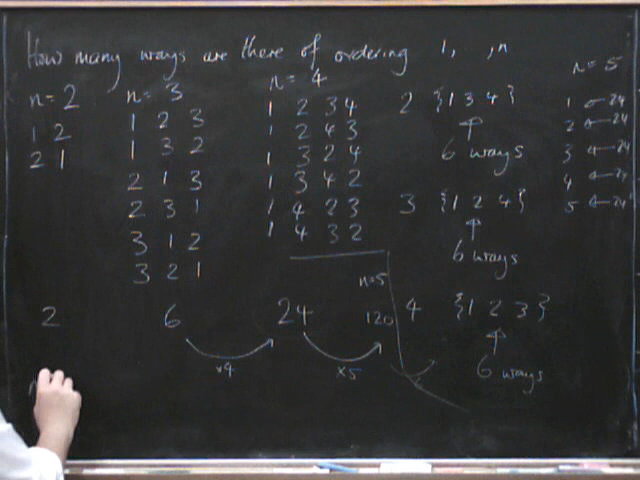 How many ways are there of ordering 1, ,n
n = 2
1 2
2 1
2
n = 3
1 2 3
1 3 2
2 1 3
2 3 1
3 1 2
3 2 1
6
x4
n = 4
1 2 3 4
1 2 4 3
1 3 2 4
1 3 4 2
1 4 2 3
1 4 3 2
24
x5
n=5
120
2 {1 3 4}
↑
6 ways
3 {1 2 4}
↑
6 ways
4 {1 2 3}
↑
6 ways
n = 5
1 ← 24
2 ← 24
3 ← 24
4 ← 24
5 ← 24